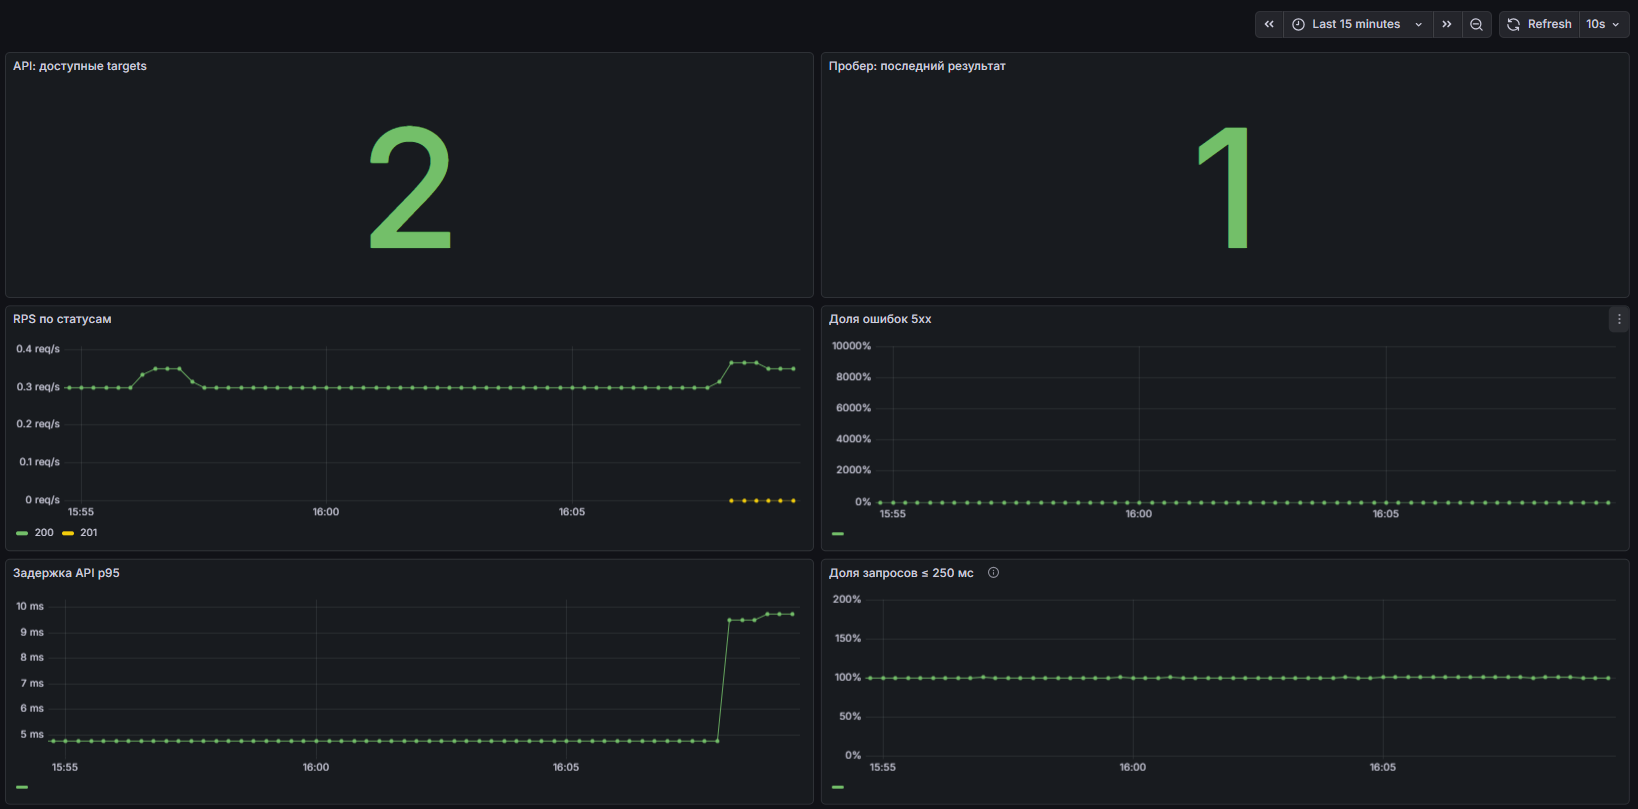 Last 15 minutes Refresh 10s
API: доступные targets
2
Пробер: последний результат
1
RPS по статусам
0.4 req/s
0.3 req/s
0.2 req/s
0.1 req/s
0 req/s
15:55 16:00 16:05
200 201
Доля ошибок 5xx
10000%
8000%
6000%
4000%
2000%
0%
15:55 16:00 16:05
Задержка API p95
10 ms
9 ms
8 ms
7 ms
6 ms
5 ms
15:55 16:00 16:05
Доля запросов ≤ 250 мс
200%
150%
100%
50%
0%
15:55 16:00 16:05